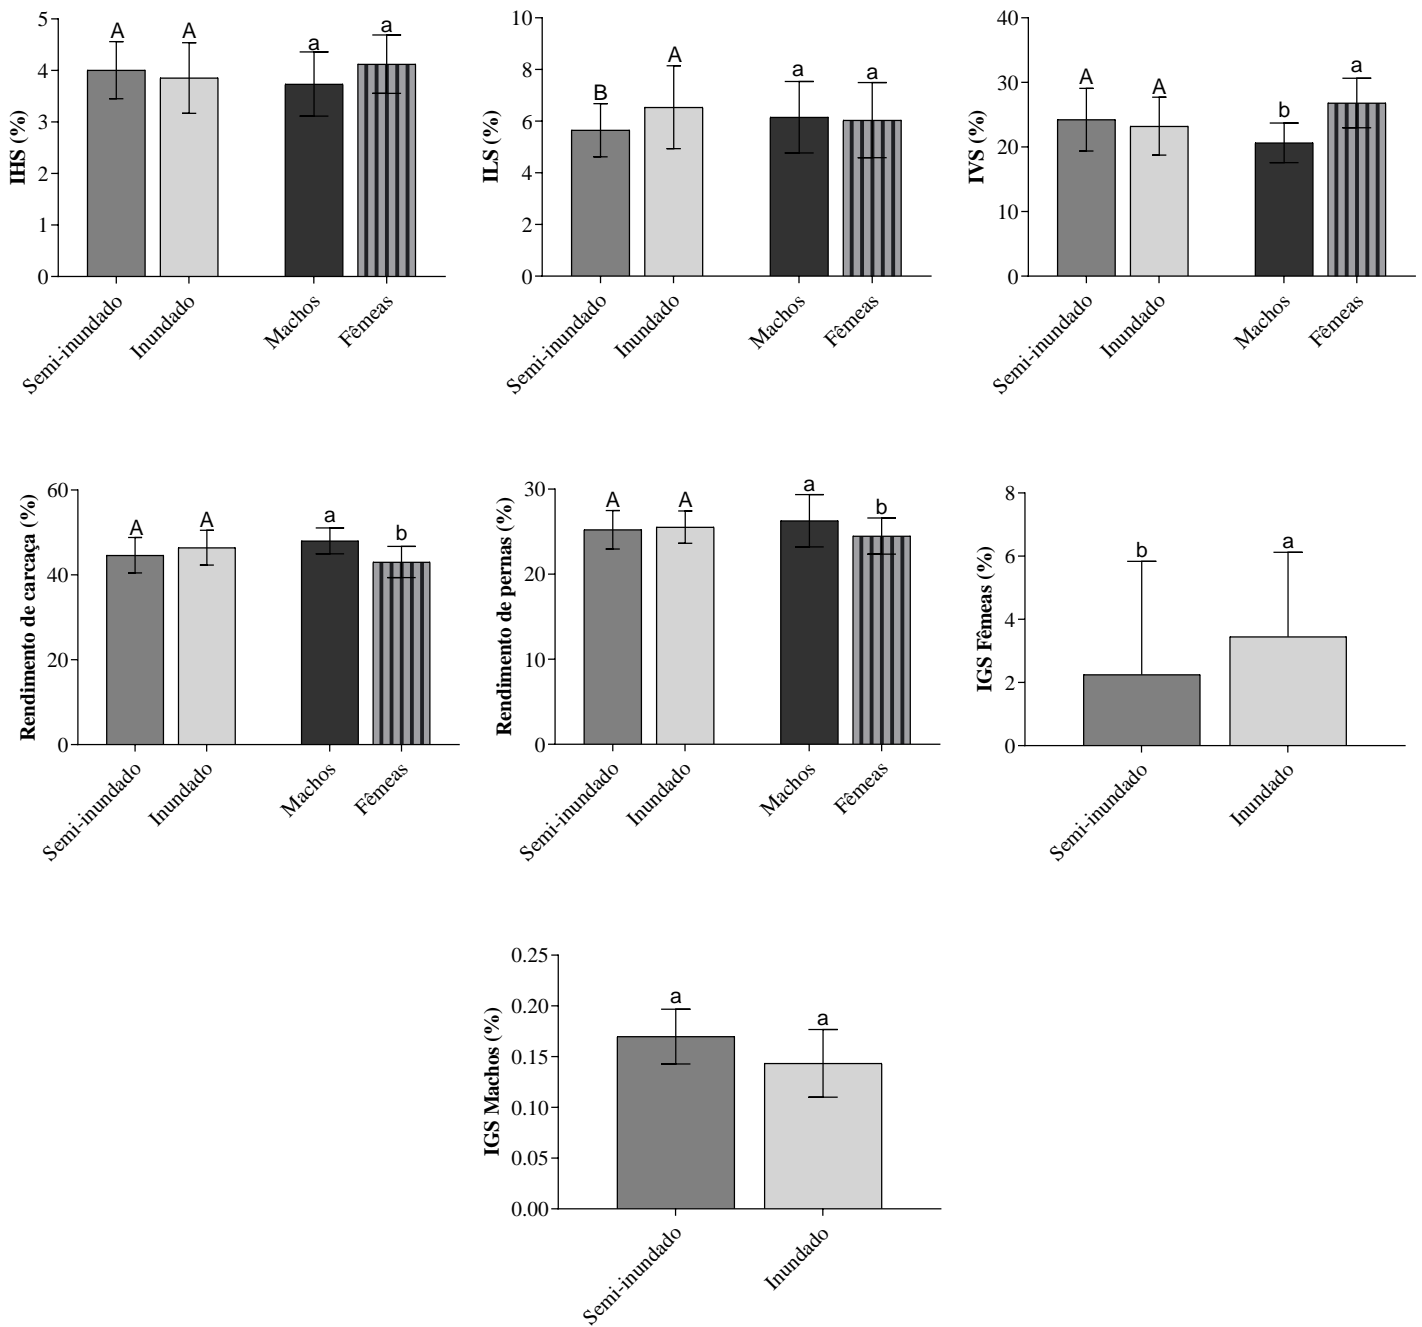 IHS (%)
5
4
3
2
1
0
A
A
a
a
Semi-inundado
Inundado
Machos
Fêmeas
ILS (%)
10
8
6
4
2
0
B
A
a
a
Semi-inundado
Inundado
Machos
Fêmeas
IVS (%)
40
30
20
10
0
A
A
b
a
Semi-inundado
Inundado
Machos
Fêmeas
Rendimento de carcaça (%)
60
40
20
0
A
A
a
b
Semi-inundado
Inundado
Machos
Fêmeas
Rendimento de pernas (%)
30
20
10
0
A
A
a
b
Semi-inundado
Inundado
Machos
Fêmeas
IGS Fêmeas (%)
8
6
4
2
0
b
a
Semi-inundado
Inundado
IGS Machos (%)
0.25
0.20
0.15
0.10
0.05
0.00
a
a
Semi-inundado
Inundado